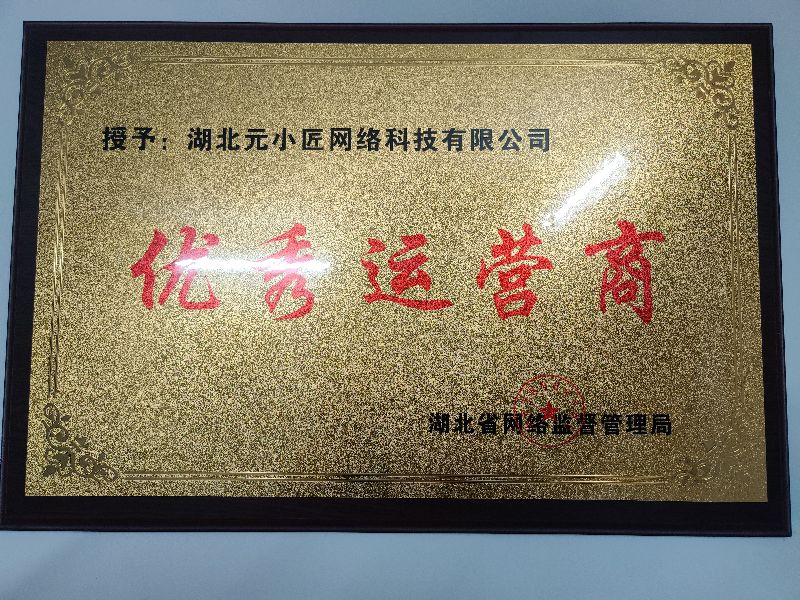 授予：湖北元小匠网络科技有限公司
优秀运营商
湖北省网络监督管理局